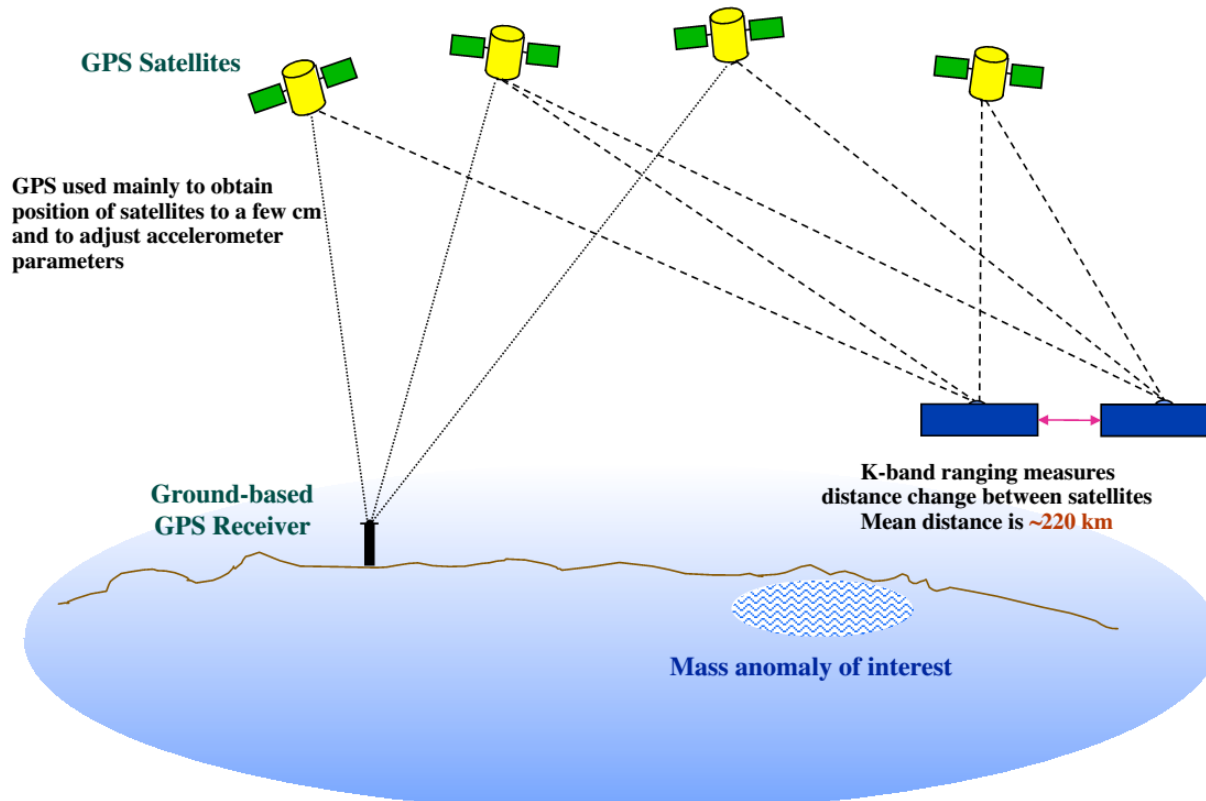 GPS Satellites
GPS used mainly to obtain
position of satellites to a few cm
and to adjust accelerometer
parameters
K-band ranging measures
distance change between satellites
Mean distance is ~220 km
Ground-based
GPS Receiver
Mass anomaly of interest